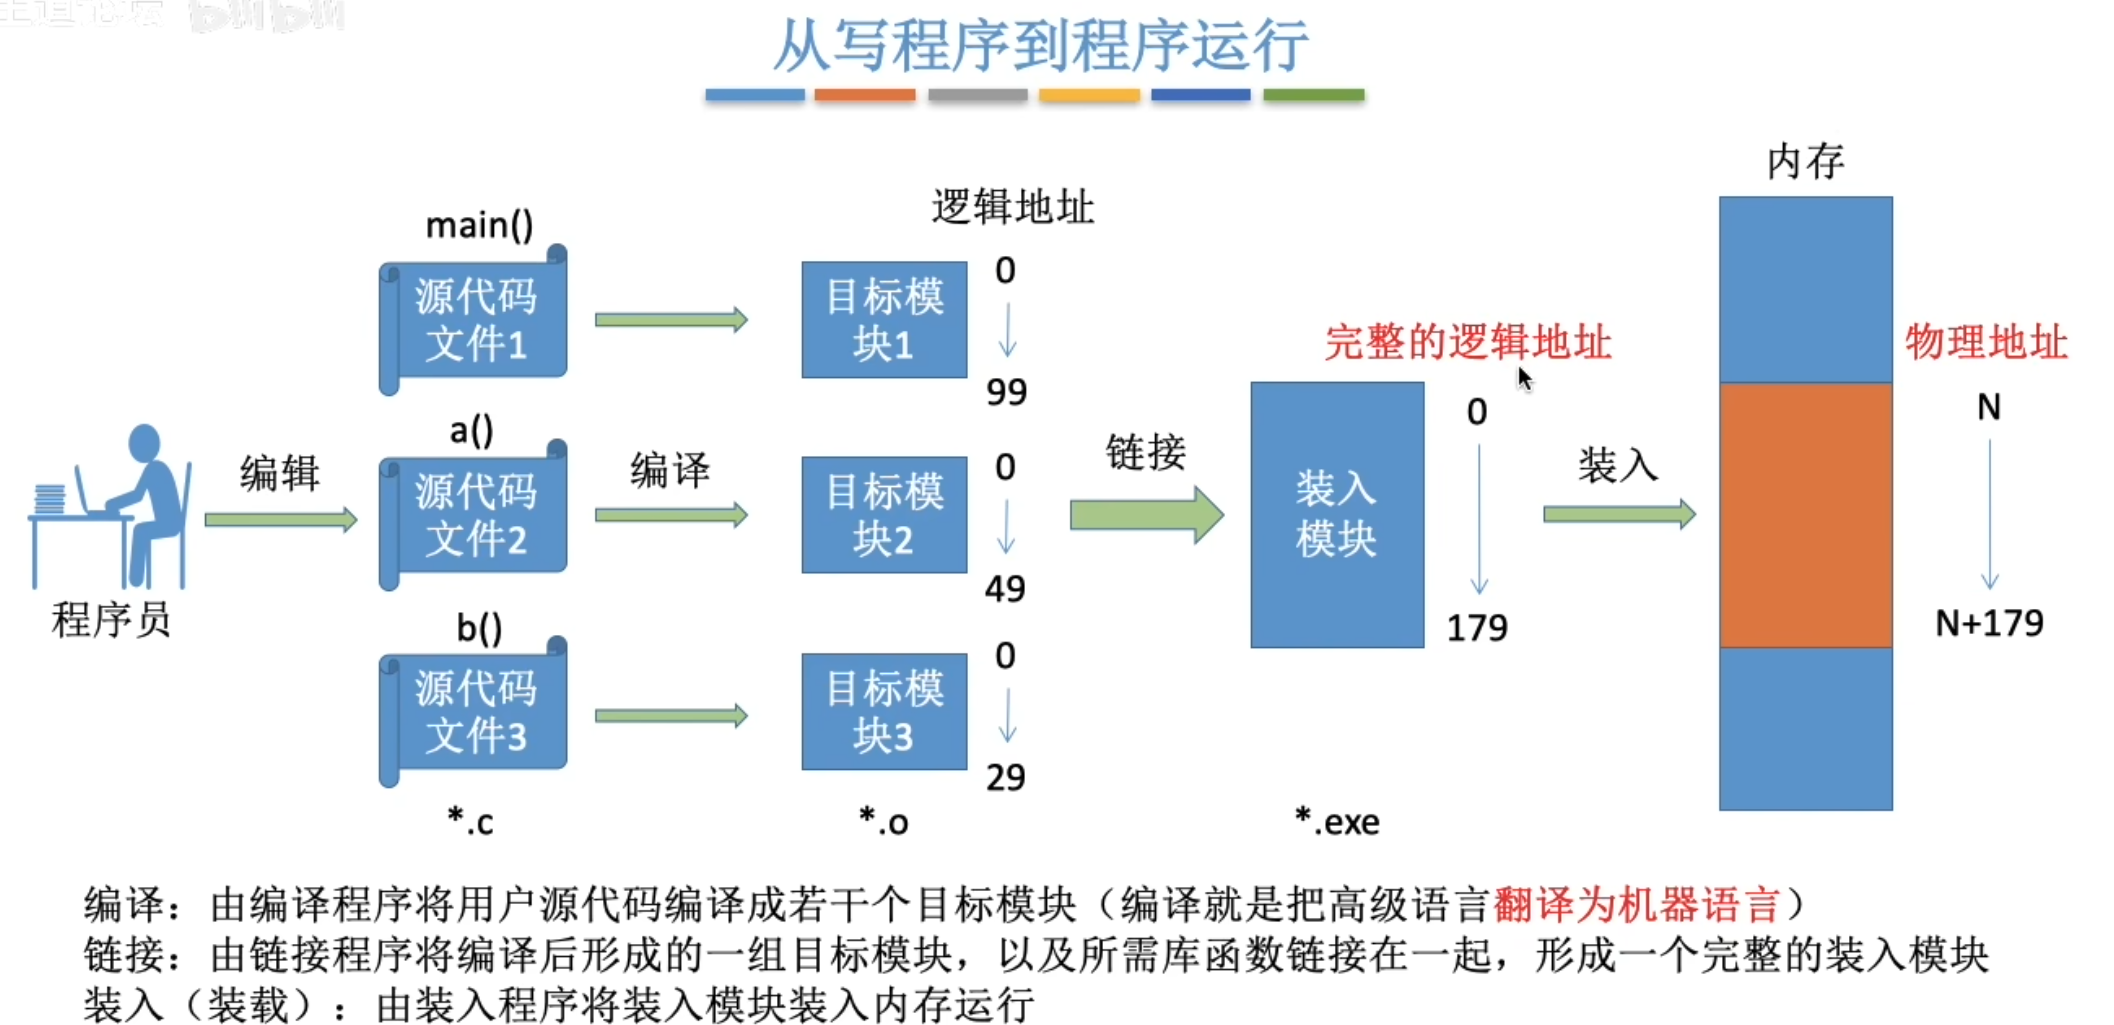 王道论坛 bilibili
从写程序到程序运行
内存
逻辑地址
main()
源代码
文件1
目标模
块1
0
99
完整的逻辑地址
物理地址
a()
源代码
文件2
编辑
编译
目标模
块2
0
49
链接
装入
模块
0
179
装入
N
N+179
程序员
b()
源代码
文件3
目标模
块3
0
29
*.c
*.o
*.exe
编译：由编译程序将用户源代码编译成若干个目标模块（编译就是把高级语言翻译为机器语言）
链接：由链接程序将编译后形成的一组目标模块，以及所需库函数链接在一起，形成一个完整的装入模块
装入（装载）：由装入程序将装入模块装入内存运行